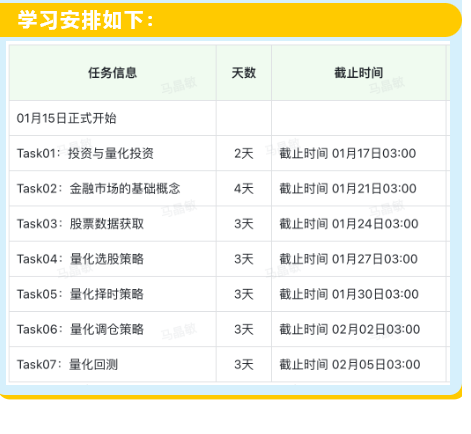 学习安排如下：
任务信息 天数 截止时间
01月15日正式开始
Task01：投资与量化投资 2天 截止时间 01月17日03:00
Task02：金融市场的基础概念 4天 截止时间 01月21日03:00
Task03：股票数据获取 3天 截止时间 01月24日03:00
Task04：量化选股策略 3天 截止时间 01月27日03:00
Task05：量化择时策略 3天 截止时间 01月30日03:00
Task06：量化调仓策略 3天 截止时间 02月02日03:00
Task07：量化回测 3天 截止时间 02月05日03:00